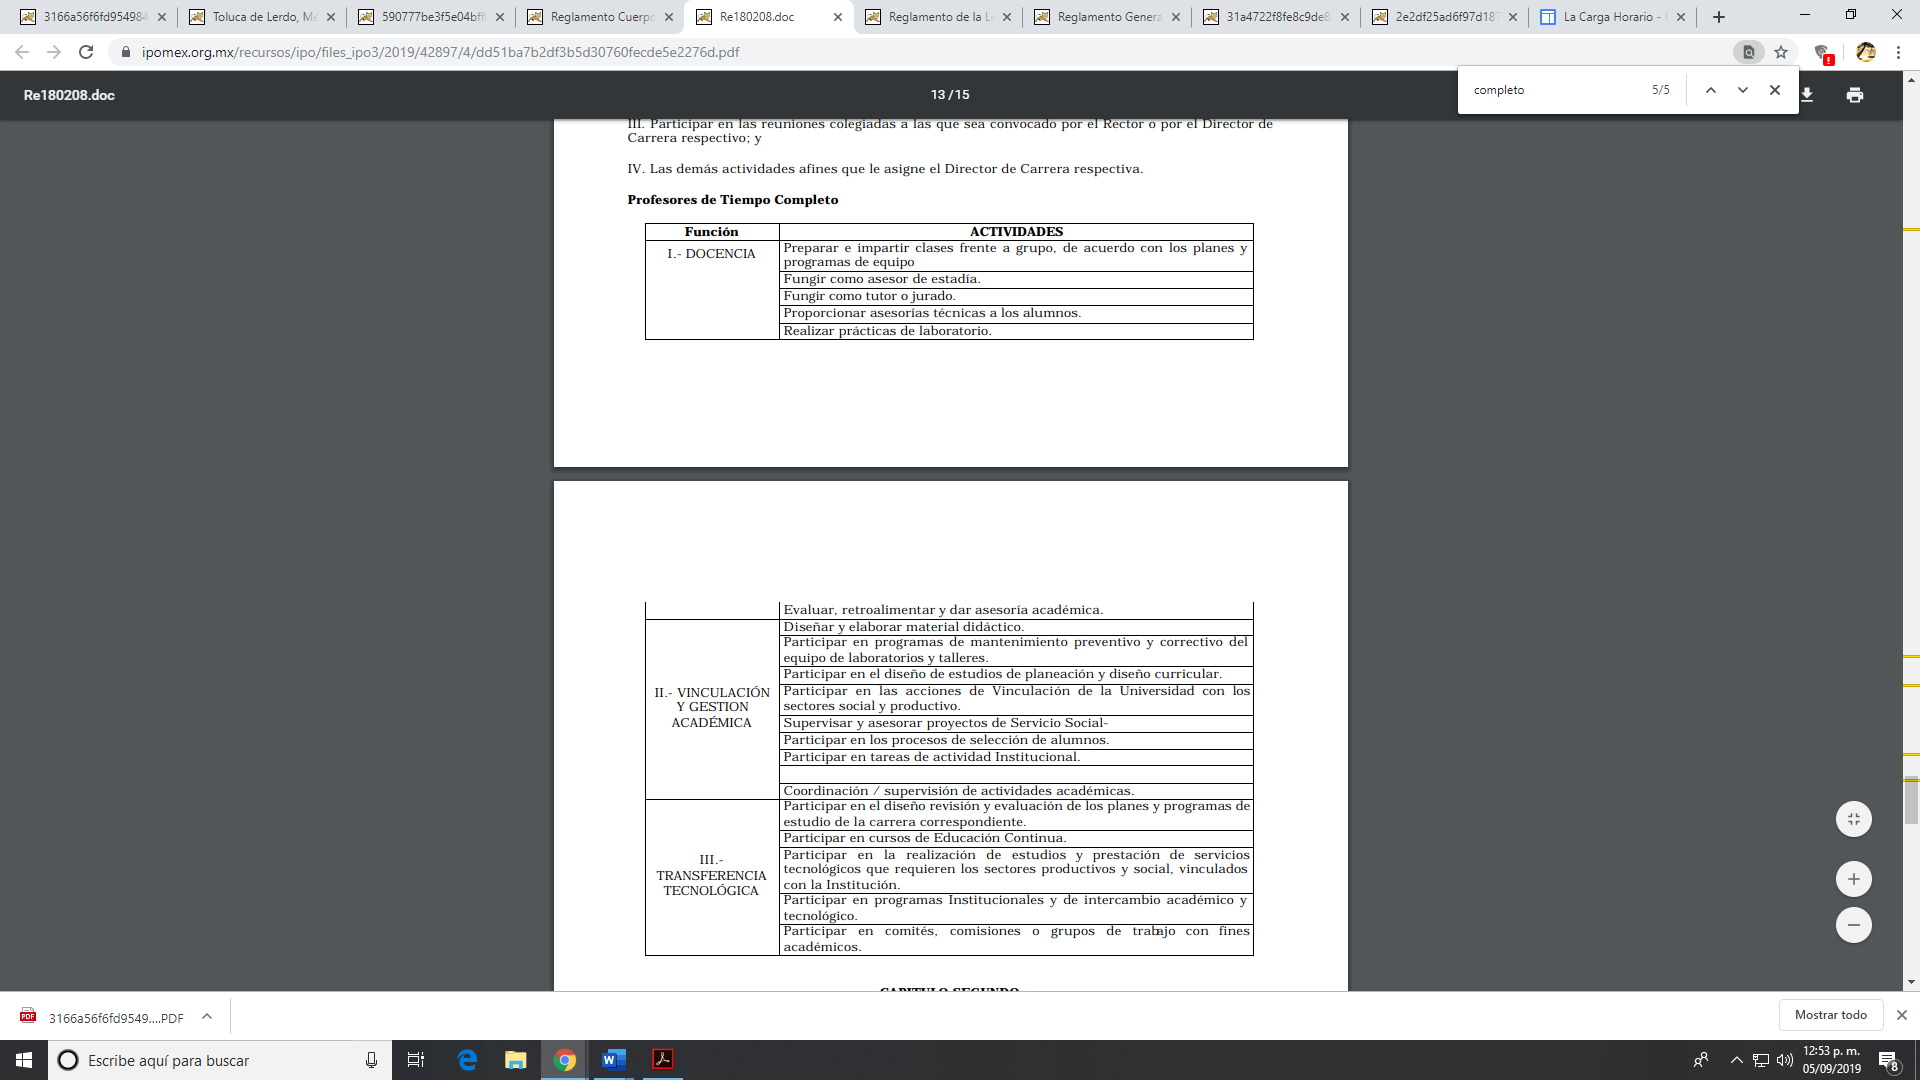 3166a56f6fd954984
Toluca de Lerdo, Mé
590777be3f5e04bfff
Reglamento Cuerpo
Re180208.doc
Reglamento de la Le
Reglamento Genera
31a4722f8fe8c9de8
2e2df25ad6f97d187
La Carga Horario -
ipomex.org.mx/recursos/ipo/files_ipo3/2019/42897/4/dd51ba7b2df3b5d30760fecde5e2276d.pdf
Re180208.doc
13 / 15
completo
5/5
III. Participar en las reuniones colegiadas a las que sea convocado por el Rector o por el Director de
Carrera respectivo; y
IV. Las demás actividades afines que le asigne el Director de Carrera respectiva.
Profesores de Tiempo Completo
Función
ACTIVIDADES
I.- DOCENCIA
Preparar e impartir clases frente a grupo, de acuerdo con los planes y
programas de equipo
Fungir como asesor de estadía.
Fungir como tutor o jurado.
Proporcionar asesorías técnicas a los alumnos.
Realizar prácticas de laboratorio.
Evaluar, retroalimentar y dar asesoría académica.
II.- VINCULACIÓN
Y GESTION
ACADÉMICA
Diseñar y elaborar material didáctico.
Participar en programas de mantenimiento preventivo y correctivo del
equipo de laboratorios y talleres.
Participar en el diseño de estudios de planeación y diseño curricular.
Participar en las acciones de Vinculación de la Universidad con los
sectores social y productivo.
Supervisar y asesorar proyectos de Servicio Social-
Participar en los procesos de selección de alumnos.
Participar en tareas de actividad Institucional.
Coordinación / supervisión de actividades académicas.
III.-
TRANSFERENCIA
TECNOLÓGICA
Participar en el diseño revisión y evaluación de los planes y programas de
estudio de la carrera correspondiente.
Participar en cursos de Educación Continua.
Participar en la realización de estudios y prestación de servicios
tecnológicos que requieren los sectores productivos y social, vinculados
con la Institución.
Participar en programas Institucionales y de intercambio académico y
tecnológico.
Participar en comités, comisiones o grupos de trabajo con fines
académicos.
CAPITULO SEGUNDO
3166a56f6fd9549....PDF
Mostrar todo
Escribe aquí para buscar
12:53 p. m.
05/09/2019
8